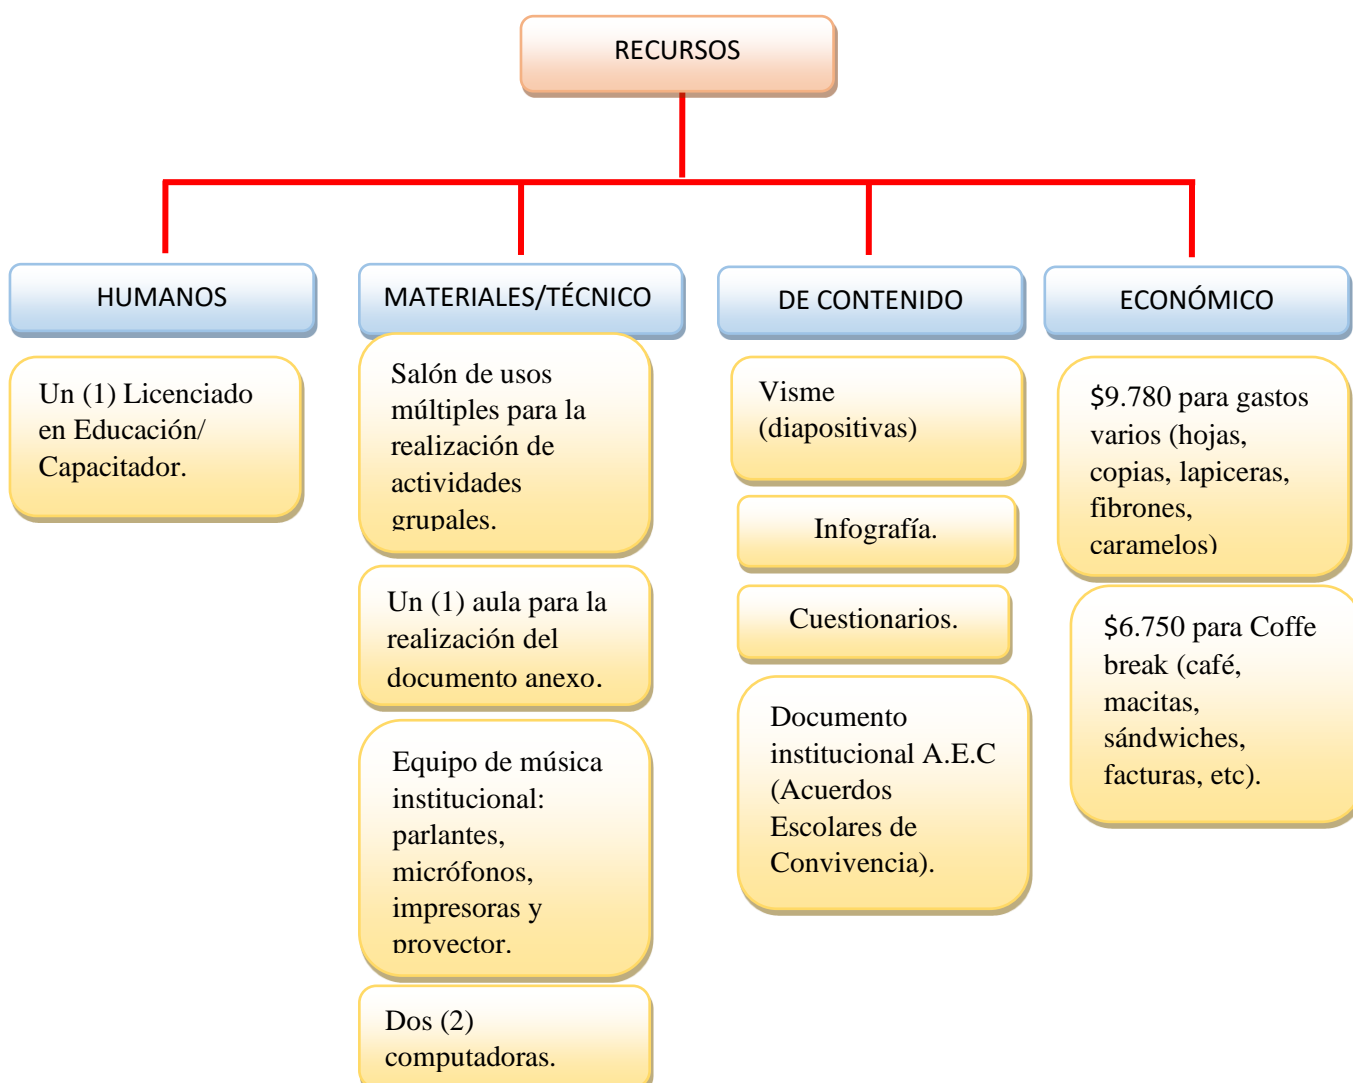 RECURSOS
HUMANOS
MATERIALES/TÉCNICO
DE CONTENIDO
ECONÓMICO
Un (1) Licenciado
en Educación/
Capacitador.
Salón de usos
múltiples para la
realización de
actividades
grupales.
Un (1) aula para la
realización del
documento anexo.
Equipo de música
institucional:
parlantes,
micrófonos,
impresoras y
proyector.
Dos (2)
computadoras.
Visme
(diapositivas)
Infografía.
Cuestionarios.
Documento
institucional A.E.C
(Acuerdos
Escolares de
Convivencia).
$9.780 para gastos
varios (hojas,
copias, lapiceras,
fibrones,
caramelos)
$6.750 para Coffe
break (café,
macitas,
sándwiches,
facturas, etc).